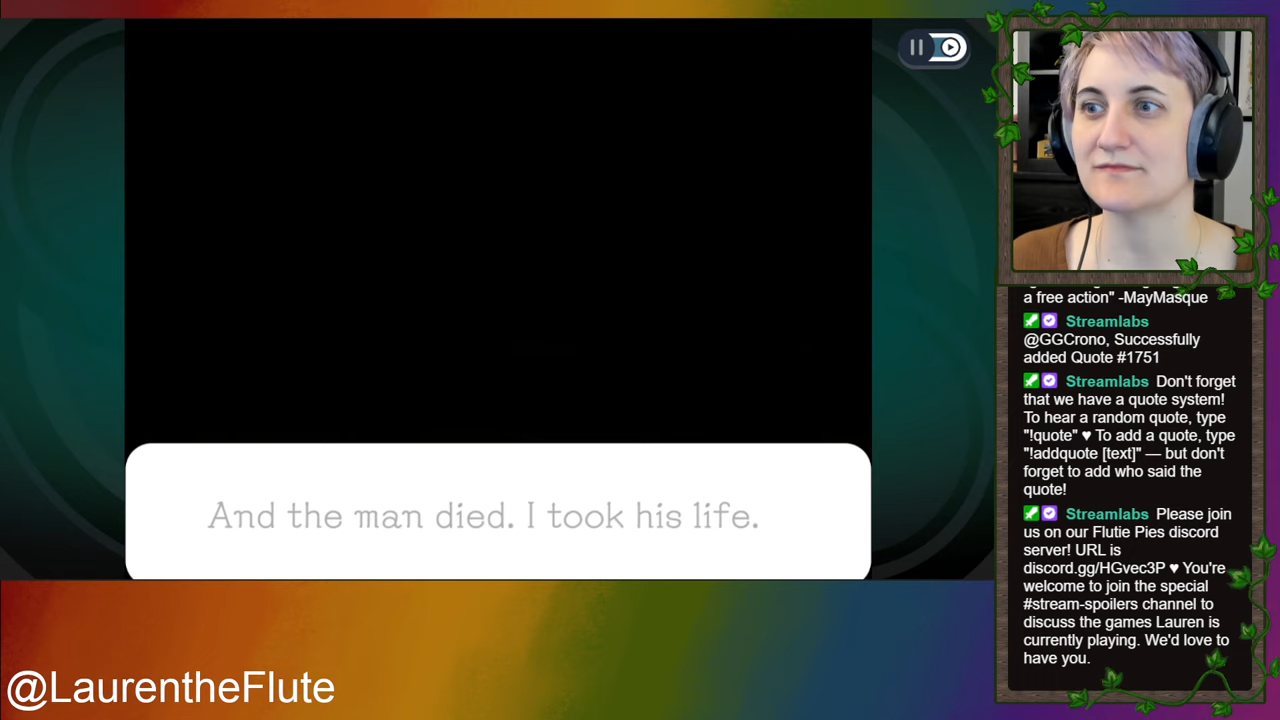 And the man died. I took his life.
a free action" -MayMasque
Streamlabs
@GGCrono, Successfully
added Quote #1751
Streamlabs Don't forget
that we have a quote system!
To hear a random quote, type
"!quote" ♥ To add a quote, type
"!addquote [text]" — but don't
forget to add who said the
quote!
Streamlabs Please join
us on our Flutie Pies discord
server! URL is
discord.gg/HGvec3P ♥ You're
welcome to join the special
#stream-spoilers channel to
discuss the games Lauren is
currently playing. We'd love to
have you.
@LaurentheFlute